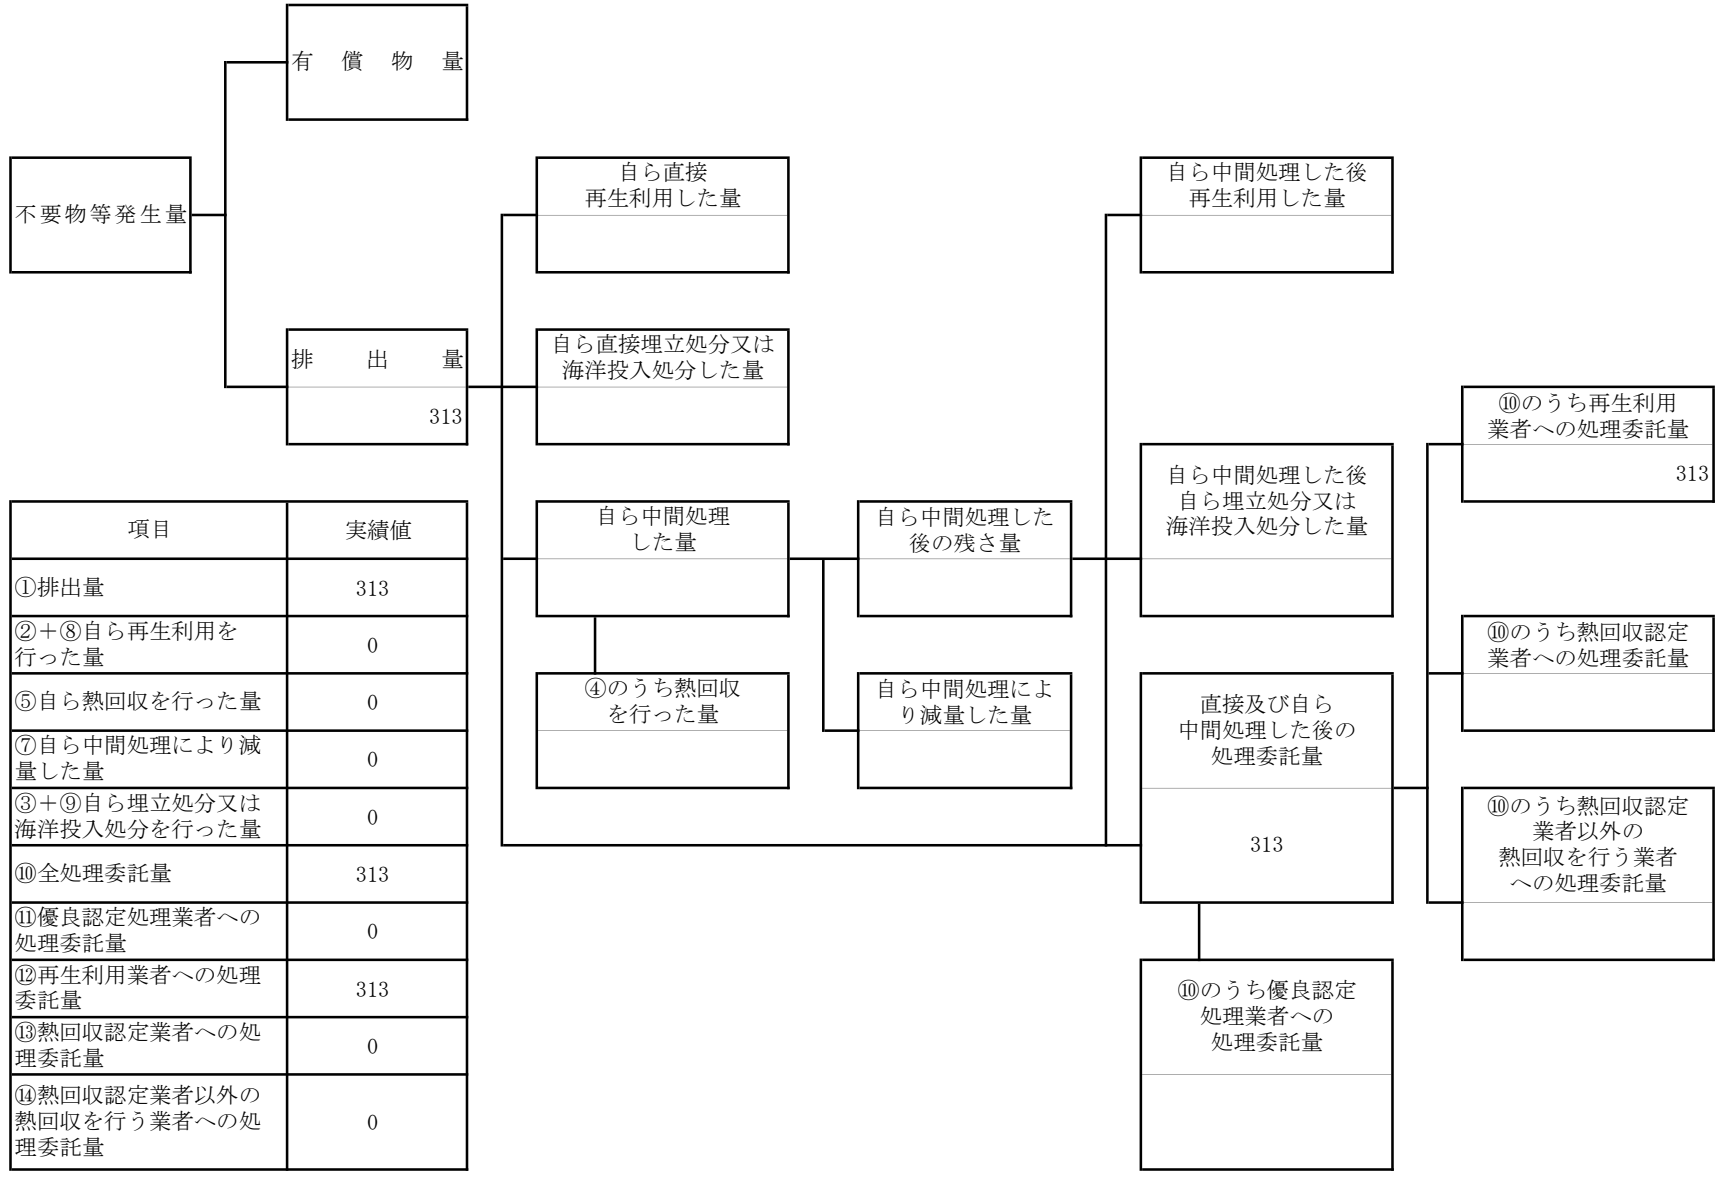 有償物量
不要物等発生量
排出量
313
自ら直接
再生利用した量
自ら直接埋立処分又は
海洋投入処分した量
自ら中間処理
した量
④のうち熱回収
を行った量
自ら中間処理した
後の残さ量
自ら中間処理によ
り減量した量
自ら中間処理した後
再生利用した量
自ら中間処理した後
自ら埋立処分又は
海洋投入処分した量
直接及び自ら
中間処理した後の
処理委託量
313
⑩のうち優良認定
処理業者への
処理委託量
⑩のうち再生利用
業者への処理委託量
313
⑩のうち熱回収認定
業者への処理委託量
⑩のうち熱回収認定
業者以外の
熱回収を行う業者
への処理委託量
項目 実績値
①排出量 313
②+⑧自ら再生利用を
行った量 0
⑤自ら熱回収を行った量 0
⑦自ら中間処理により減
量した量 0
③+⑨自ら埋立処分又は
海洋投入処分を行った量 0
⑩全処理委託量 313
⑪優良認定処理業者への
処理委託量 0
⑫再生利用業者への処理
委託量 313
⑬熱回収認定業者への処
理委託量 0
⑭熱回収認定業者以外の
熱回収を行う業者への処
理委託量 0